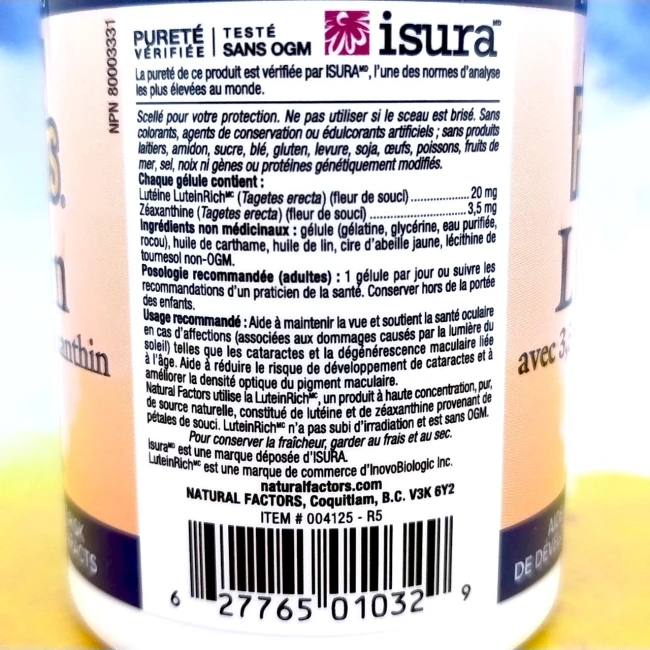 PURETÉ VÉRIFIÉE | TESTÉ SANS OGM isura MD
La pureté de ce produit est vérifiée par ISURAMD, l'une des normes d'analyse
les plus élevées au monde.
NPN 80003331
Scellé pour votre protection. Ne pas utiliser si le sceau est brisé. Sans
colorants, agents de conservation ou édulcorants artificiels ; sans produits
laitiers, amidon, sucre, blé, gluten, levure, soja, œufs, poissons, fruits de
mer, sel, noix ni gènes ou protéines génétiquement modifiés.
Chaque gélule contient :
Lutéine LuteinRichMC (Tagetes erecta) (fleur de souci)................20 mg
Zéaxanthine (Tagetes erecta) (fleur de souci) ..........................3,5 mg
Ingrédients non médicinaux : gélule (gélatine, glycérine, eau purifiée,
rocou), huile de carthame, huile de lin, cire d'abeille jaune, lécithine de
tournesol non-OGM.
Posologie recommandée (adultes) : 1 gélule par jour ou suivre les
recommandations d'un praticien de la santé. Conserver hors de la portée
des enfants.
Usage recommandé : Aide à maintenir la vue et soutient la santé oculaire
en cas d'affections (associées aux dommages causés par la lumière du
soleil) telles que les cataractes et la dégénérescence maculaire liée
à l'âge. Aide à réduire le risque de développement de cataractes et à
améliorer la densité optique du pigment maculaire.
Natural Factors utilise la LuteinRichMC, un produit à haute concentration, pur,
de source naturelle, constitué de lutéine et de zéaxanthine provenant de
pétales de souci. LuteinRichMC n'a pas subi d'irradiation et est sans OGM.
Pour conserver la fraîcheur, garder au frais et au sec.
IsuraMD est une marque déposée d'ISURA.
LuteinRichMC est une marque de commerce d'InovoBiologic Inc.
naturalfactors.com
NATURAL FACTORS, Coquitlam, B.C. V3K 6Y2
ITEM # 004125 - R5
6 27765 01032 9
anthin
avec 3,5
DE DÉVE